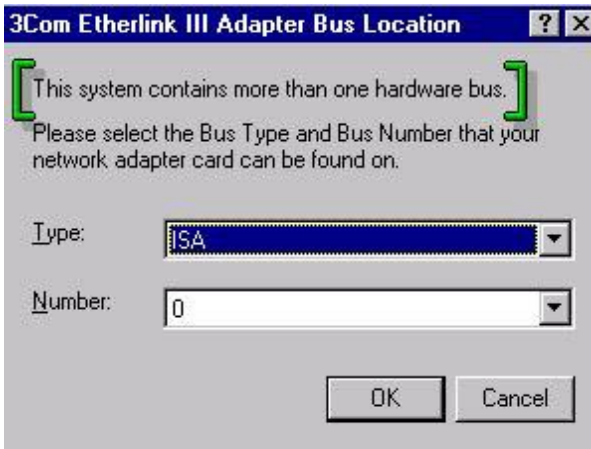 3Com Etherlink III Adapter Bus Location
This system contains more than one hardware bus.
Please select the Bus Type and Bus Number that your
network adapter card can be found on.
Type: ISA
Number: 0
OK Cancel